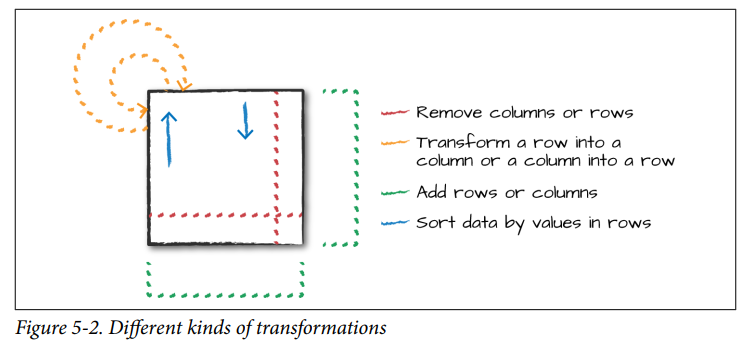 Remove columns or rows
Transform a row into a
column or a column into a row
Add rows or columns
Sort data by values in rows
Figure 5-2. Different kinds of transformations